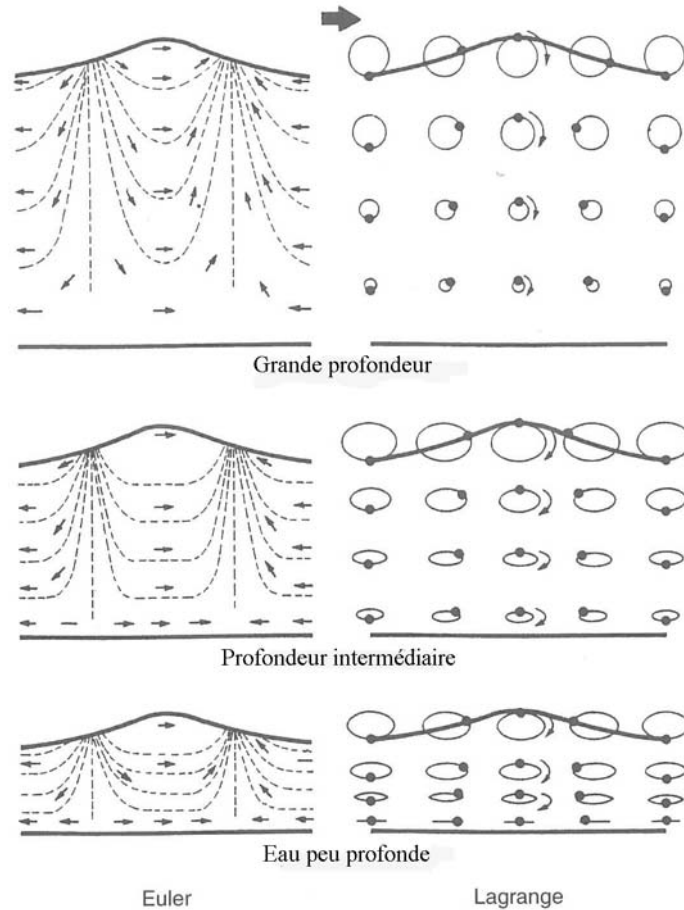 Grande profondeur
Profondeur intermédiaire
Eau peu profonde
Euler
Lagrange